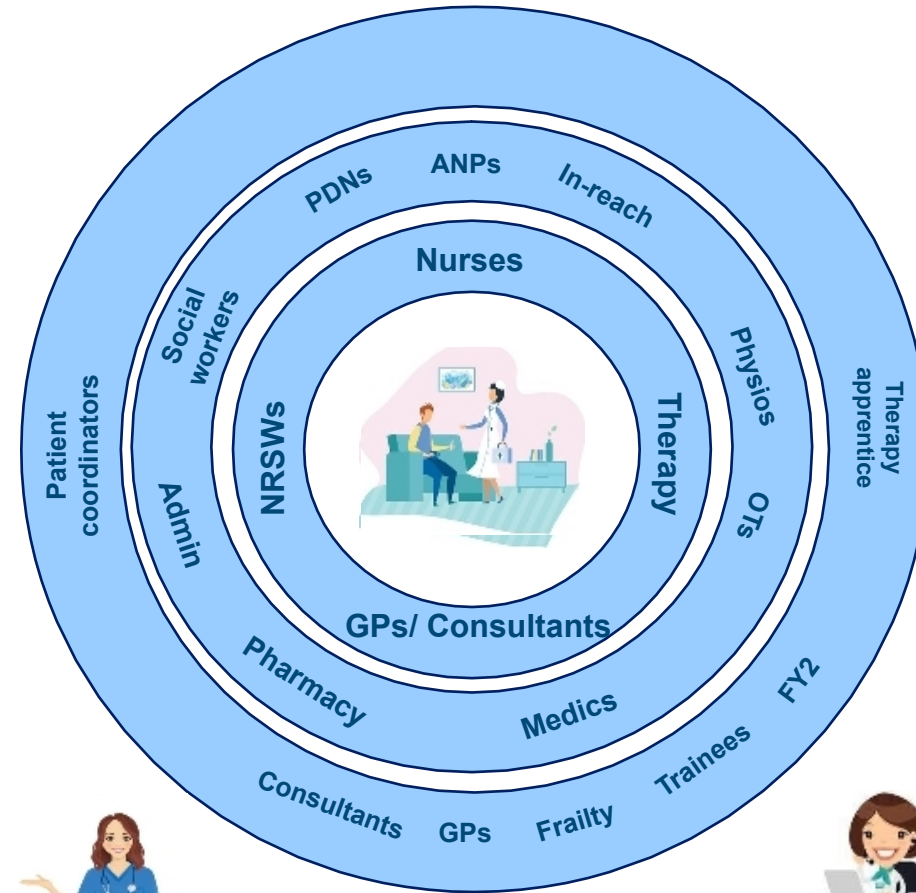 PDNs
ANPs
In-reach
Nurses
Social
workers
Physios
Patient
coordinators
NRSWs
Therapy
Therapy
apprentice
Admin
OTs
GPs/ Consultants
Pharmacy
Medics
FY2
Trainees
Consultants
GPs
Frailty